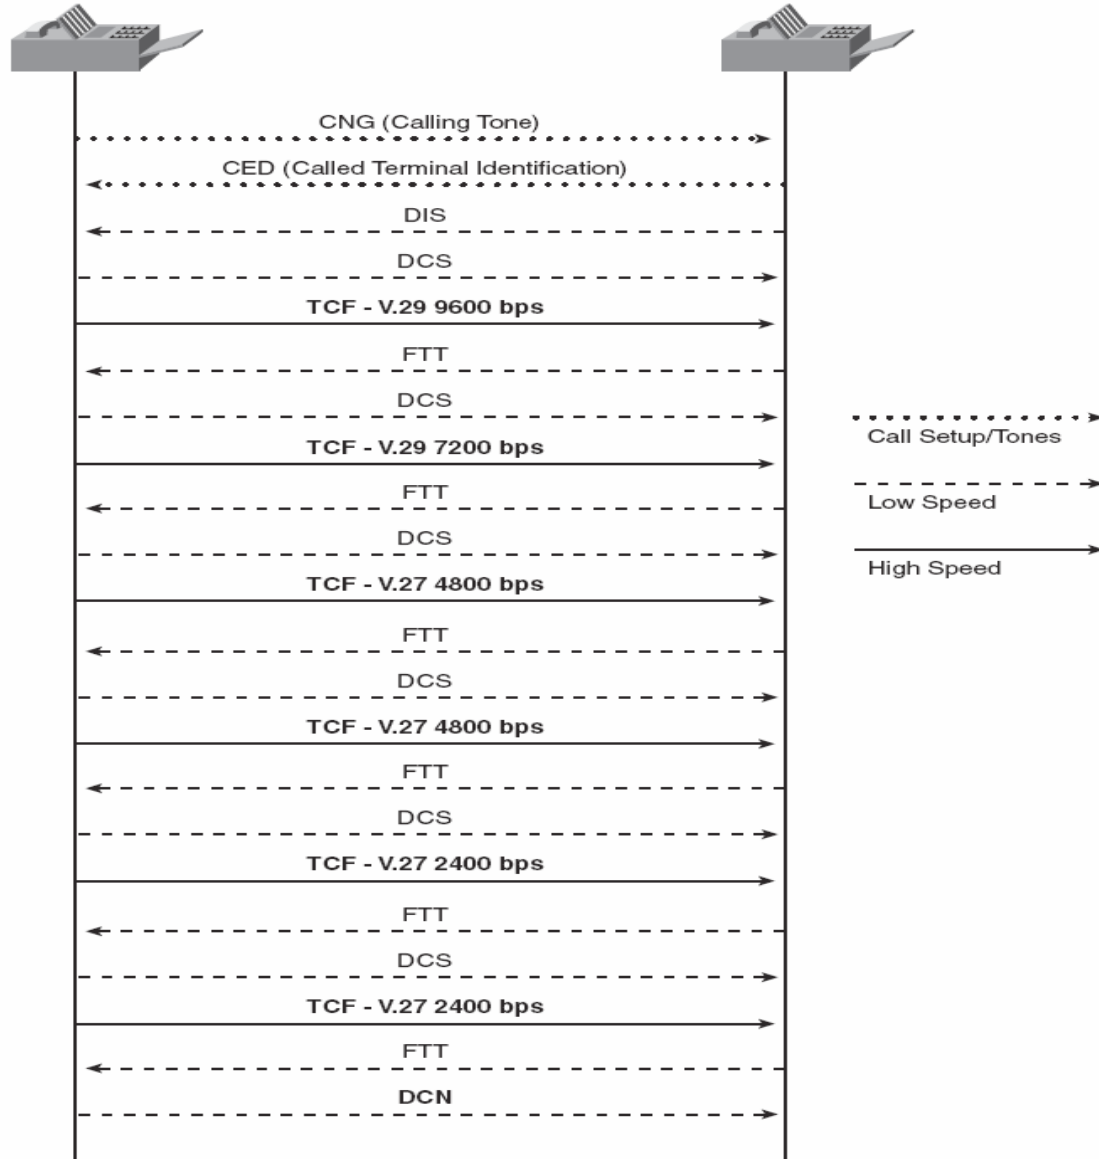 CNG (Calling Tone)
CED (Called Terminal Identification)
DIS
DCS
TCF - V.29 9600 bps
FTT
DCS
TCF - V.29 7200 bps
FTT
DCS
TCF - V.27 4800 bps
FTT
DCS
TCF - V.27 4800 bps
FTT
DCS
TCF - V.27 2400 bps
FTT
DCS
TCF - V.27 2400 bps
FTT
DCN
Call Setup/Tones
Low Speed
High Speed